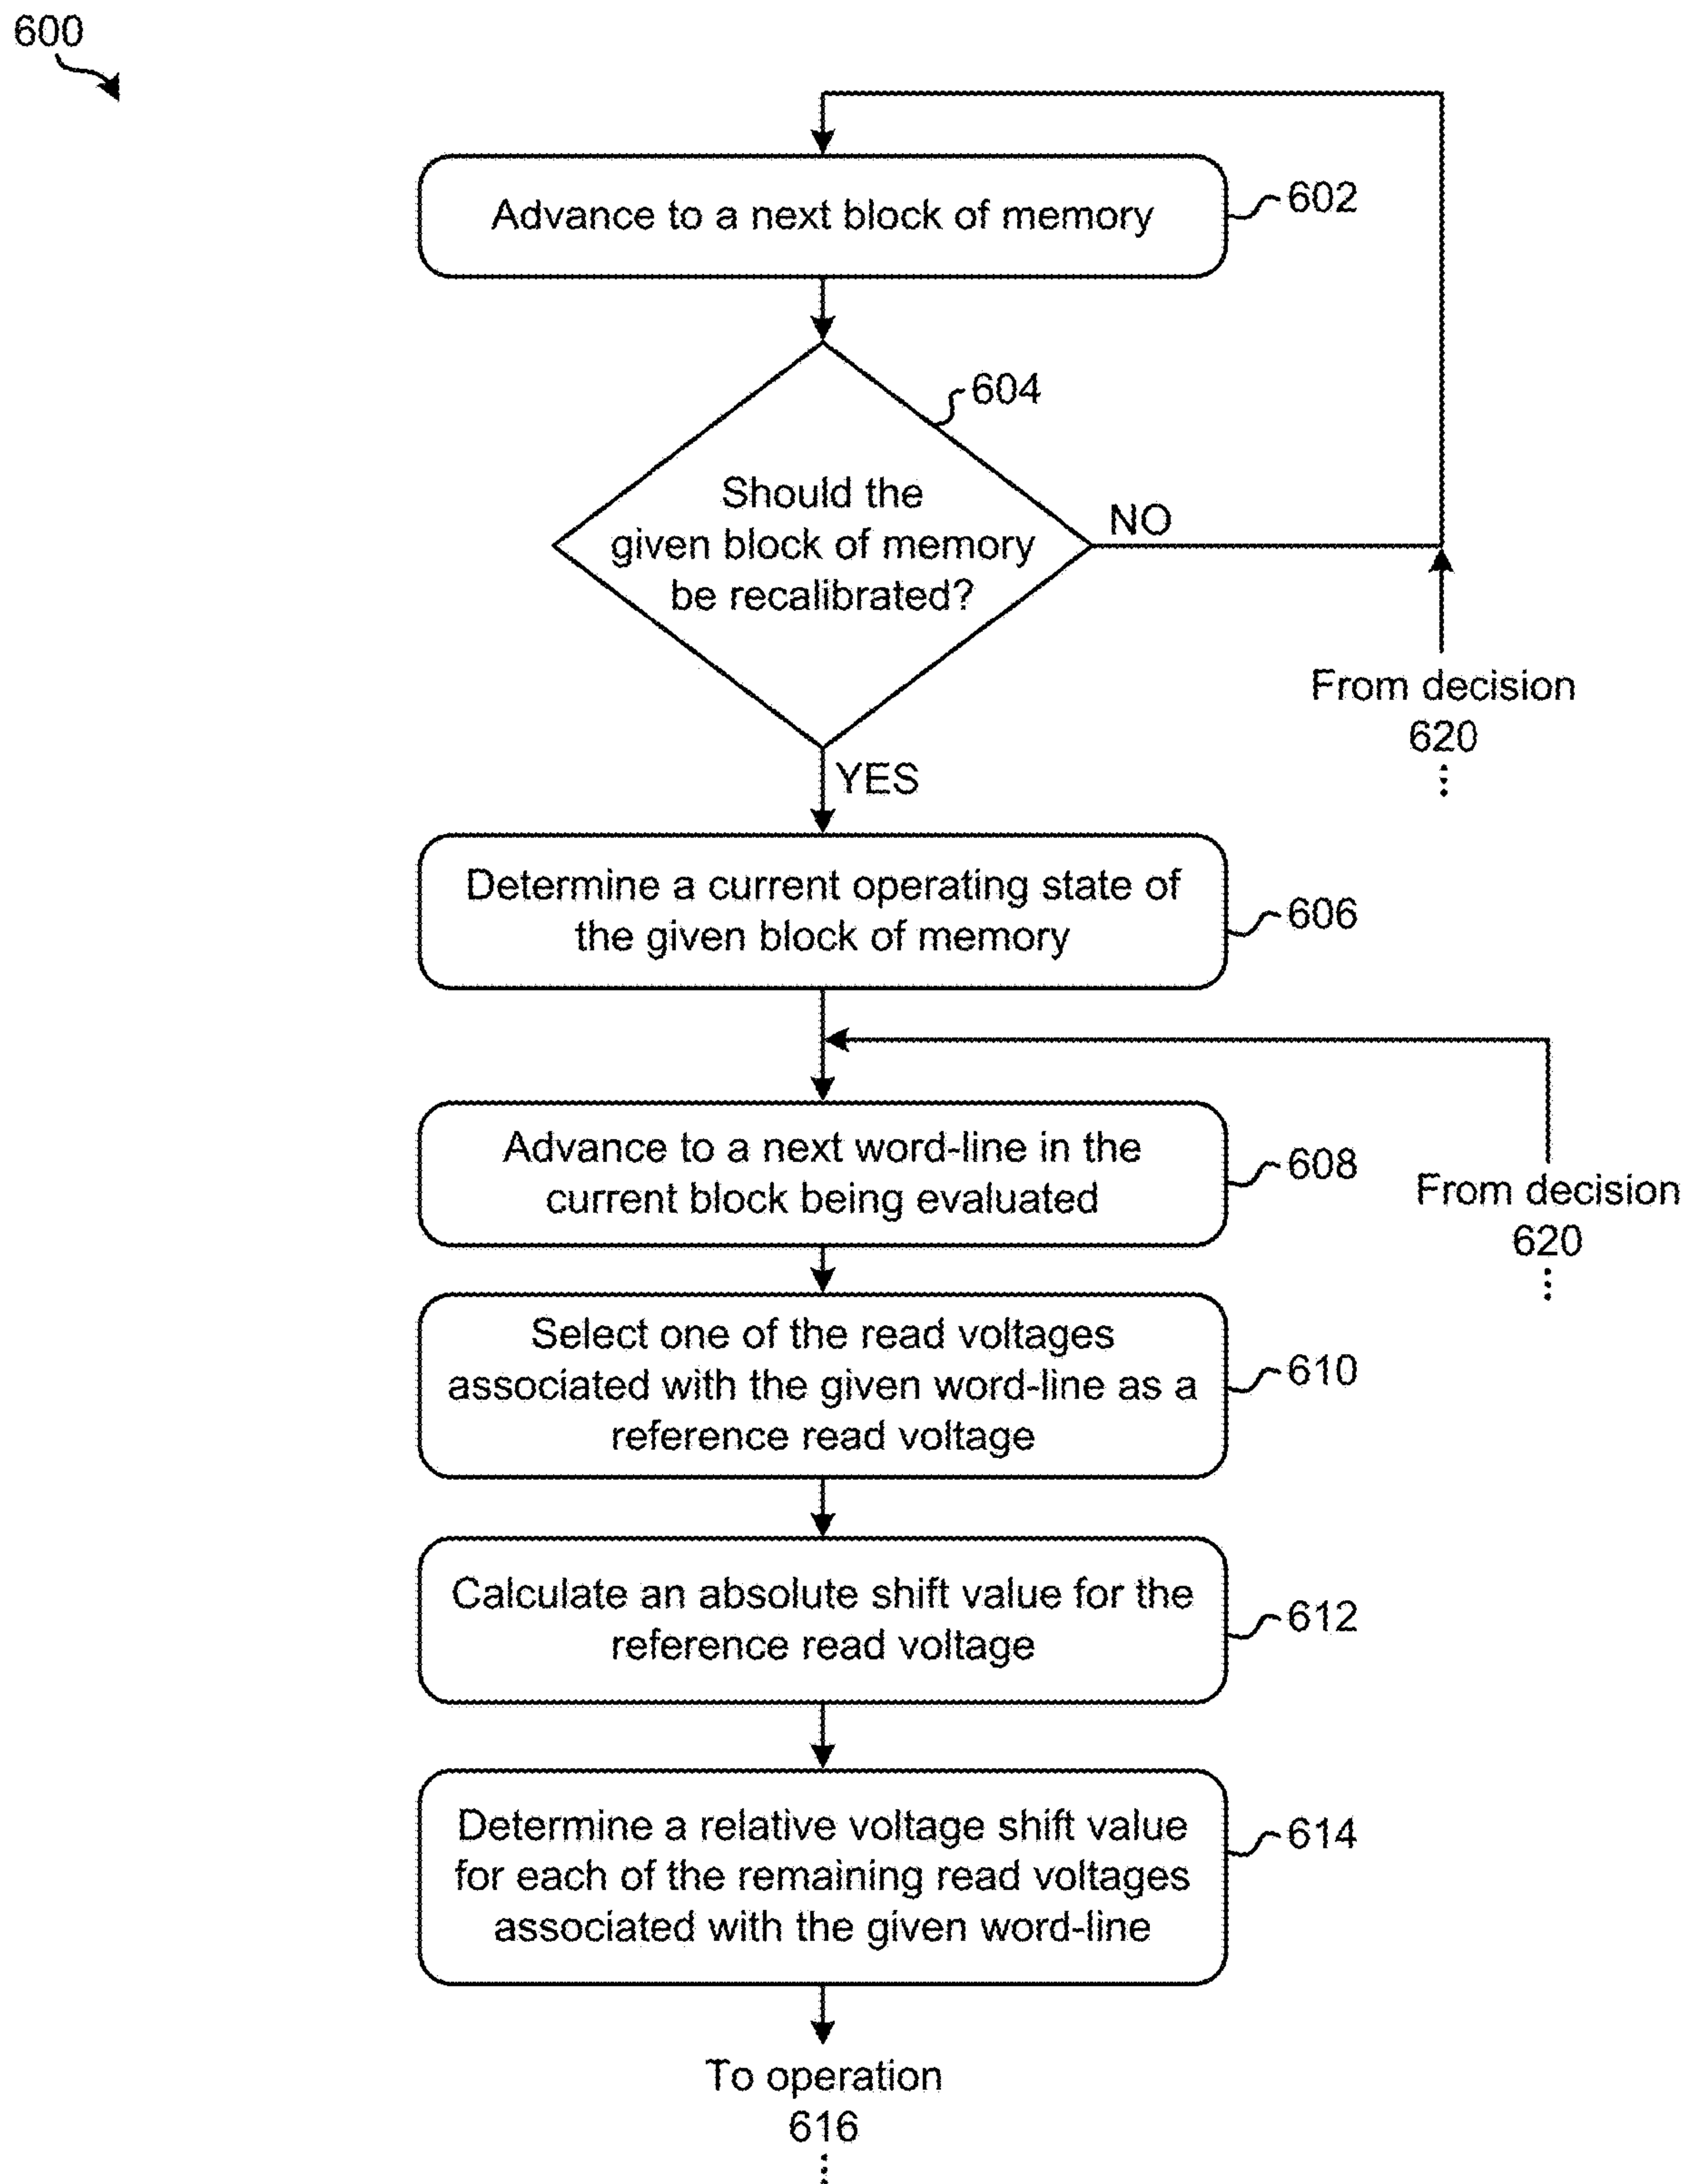 600
Advance to a next block of memory
602
604
Should the
given block of memory
be recalibrated?
NO
From decision
620
YES
Determine a current operating state of
the given block of memory
606
Advance to a next word-line in the
current block being evaluated
608
From decision
620
Select one of the read voltages
associated with the given word-line as a
reference read voltage
610
Calculate an absolute shift value for the
reference read voltage
612
Determine a relative voltage shift value
for each of the remaining read voltages
associated with the given word-line
614
To operation
616